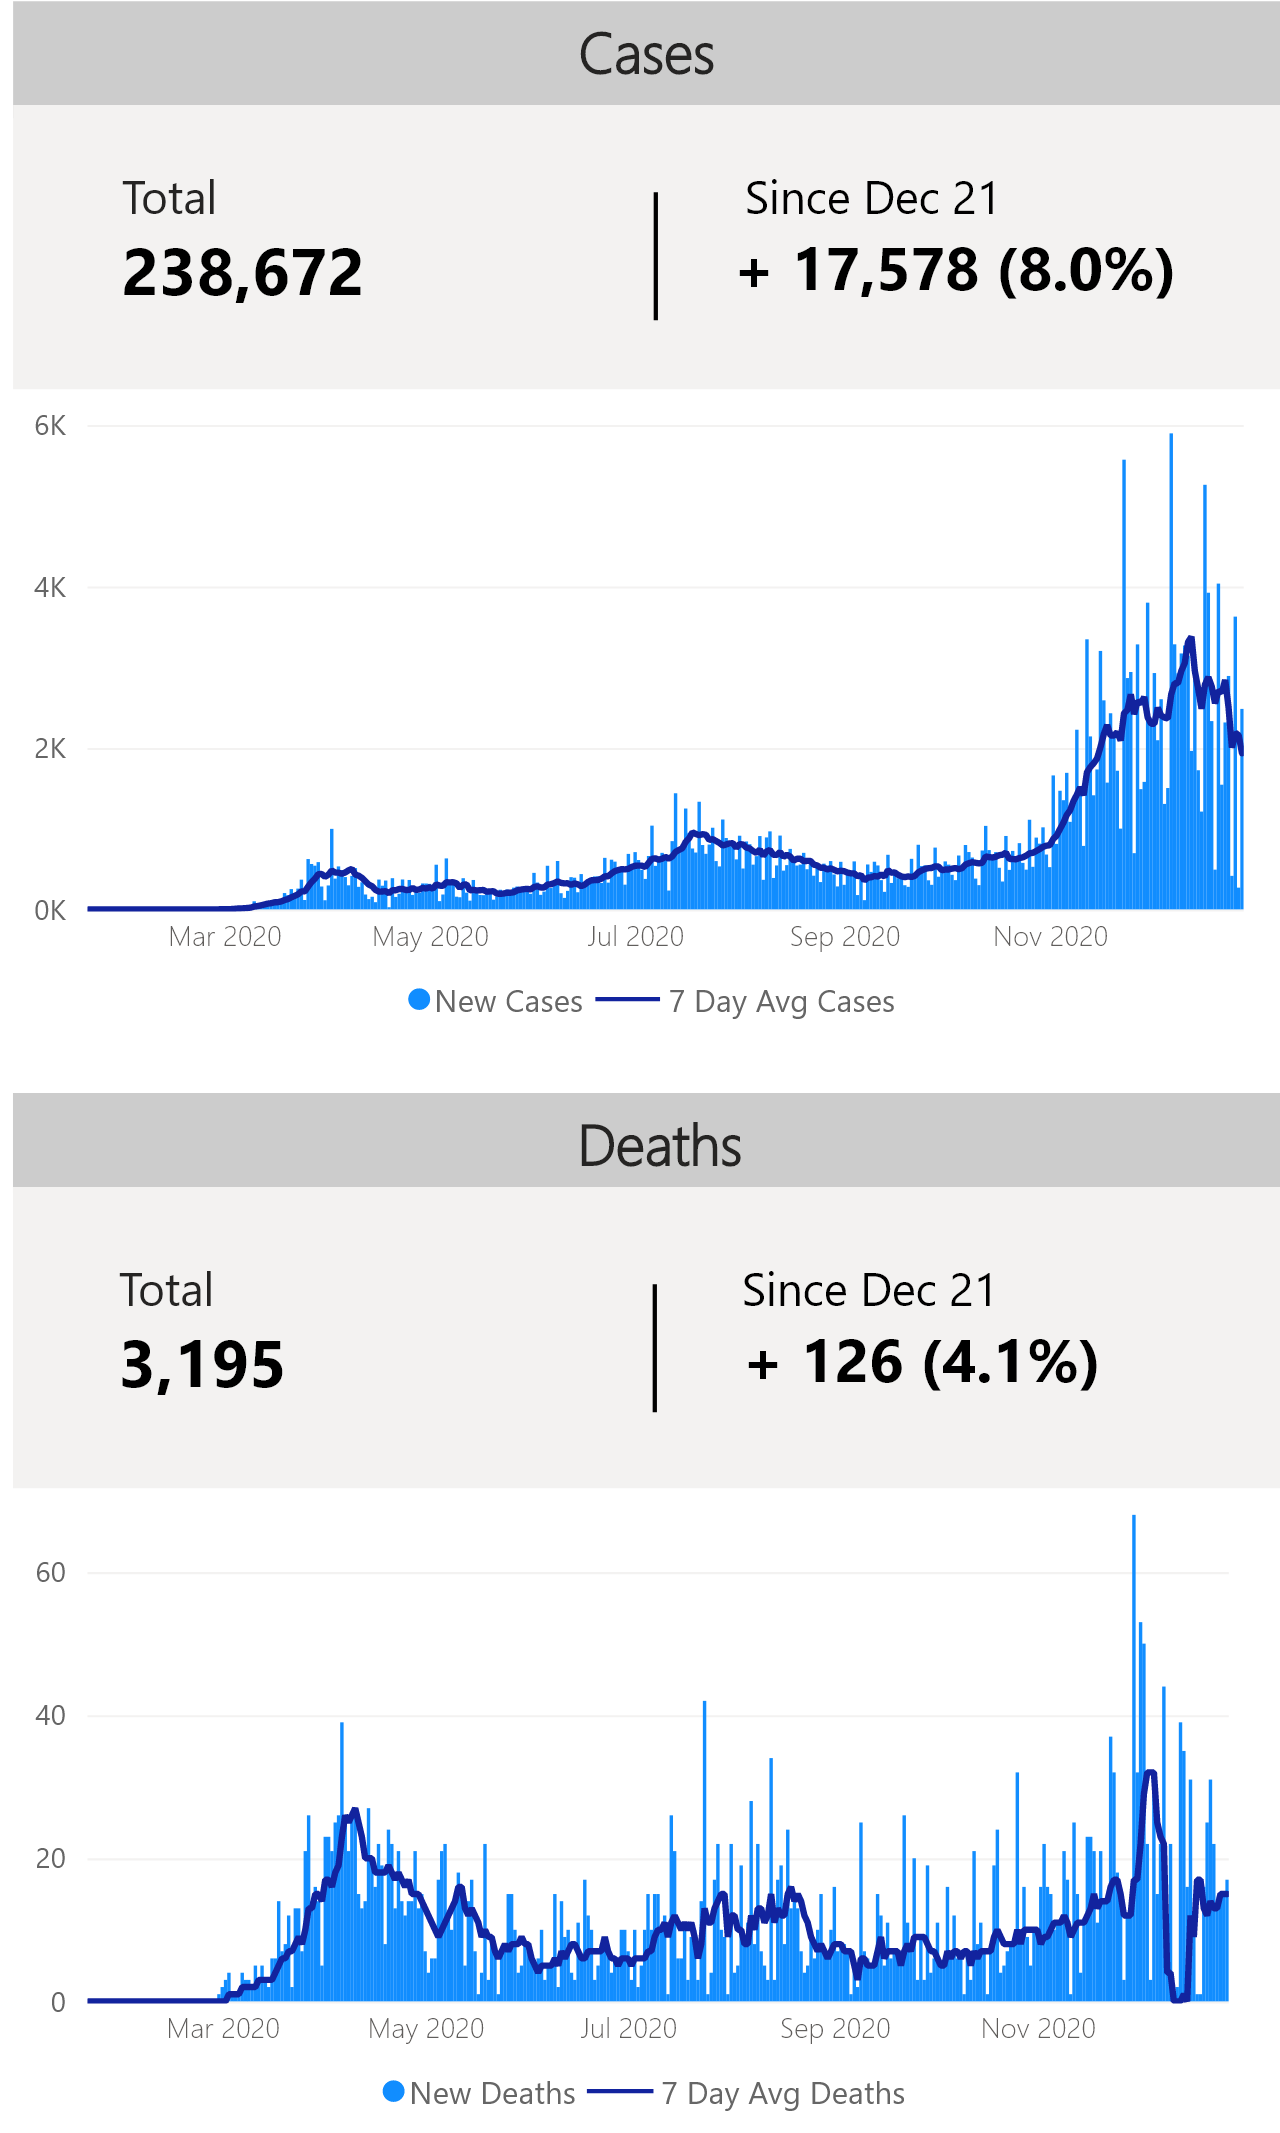 Cases
Total
Since Dec 21
238,672
+ 17,578 (8.0%)
6K
4K
2K
0K
Mar 2020
May 2020
Jul 2020
Sep 2020
Nov 2020
New Cases
7 Day Avg Cases
Deaths
Total
Since Dec 21
3,195
+ 126 (4.1%)
60
40
20
0
Mar 2020
May 2020
Jul 2020
Sep 2020
Nov 2020
New Deaths
7 Day Avg Deaths